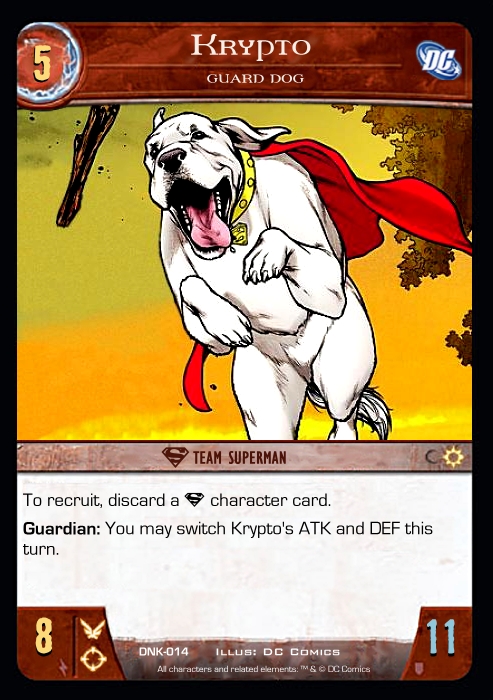 5
Krypto
GUARD DOG
DC
S
S TEAM SUPERMAN
To recruit, discard a S character card.
Guardian: You may switch Krypto's ATK and DEF this
turn.
8
DNK-014 ILLUS: DC COMICS
All characters and related elements: ™ & © DC Comics
11